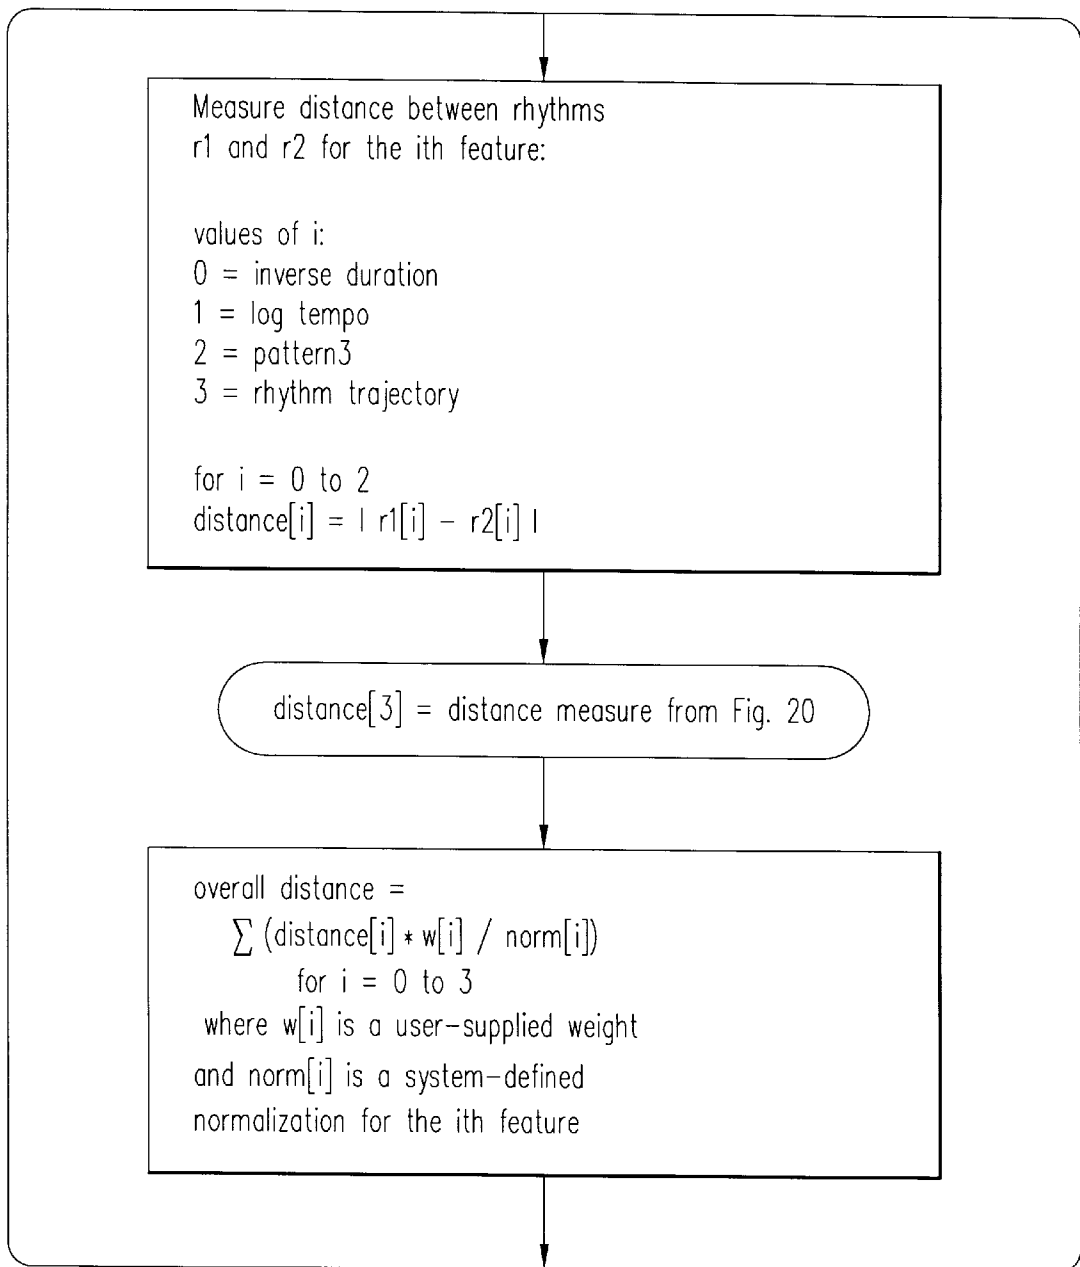 Measure distance between rhythms
r1 and r2 for the ith feature:
values of i:
0 = inverse duration
1 = log tempo
2 = pattern3
3 = rhythm trajectory
for i = 0 to 2
distance[i] = | r1[i] − r2[i] |
distance[3] = distance measure from Fig. 20
overall distance =
∑ (distance[i] * w[i] / norm[i])
for i = 0 to 3
where w[i] is a user−supplied weight
and norm[i] is a system−defined
normalization for the ith feature